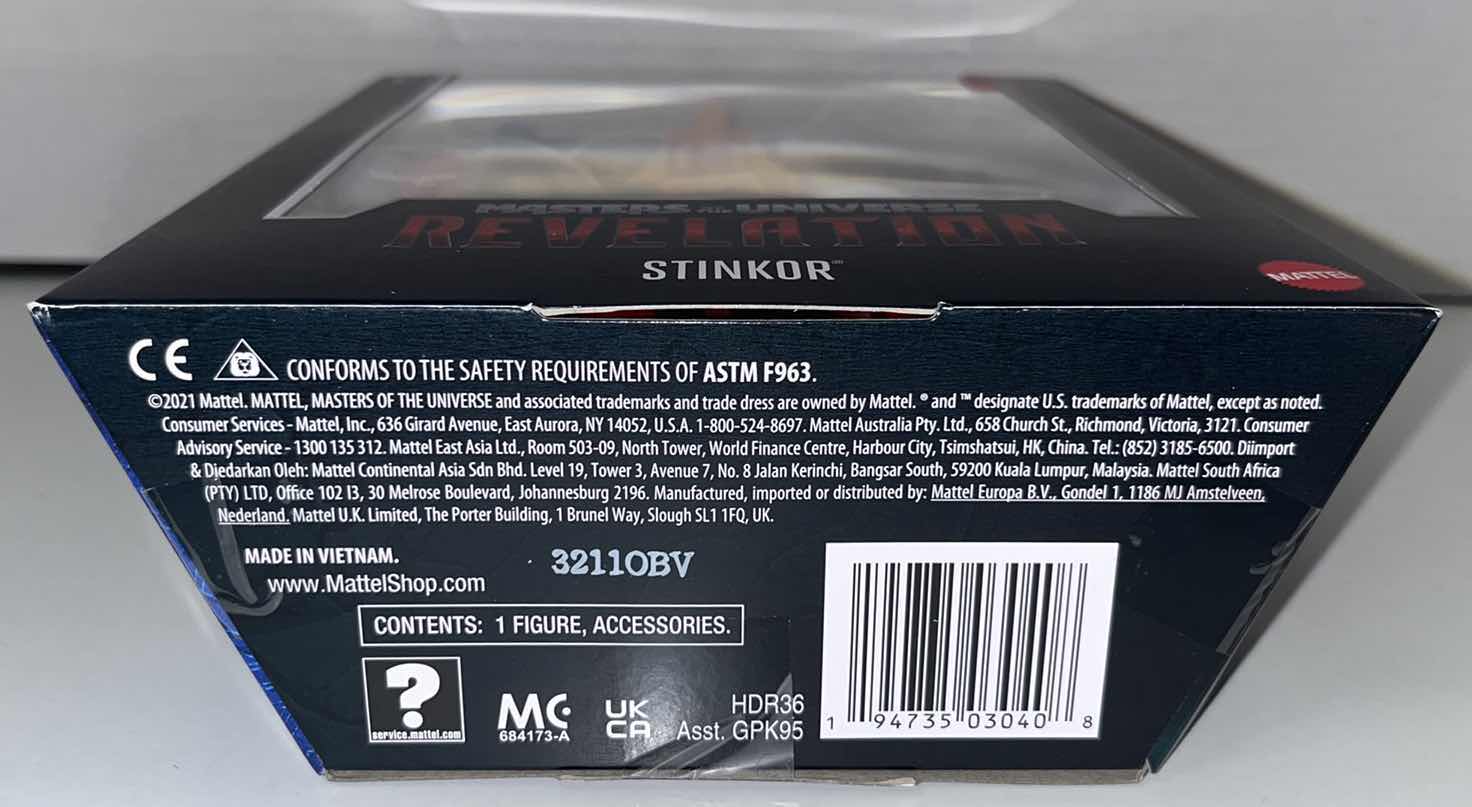 MASTERS OF THE UNIVERSE
REVELATION
STINKOR
MATTEL
CE CONFORMS TO THE SAFETY REQUIREMENTS OF ASTM F963.
©2021 Mattel. MATTEL, MASTERS OF THE UNIVERSE and associated trademarks and trade dress are owned by Mattel. ® and ™ designate U.S. trademarks of Mattel, except as noted.
Consumer Services - Mattel, Inc., 636 Girard Avenue, East Aurora, NY 14052, U.S.A. 1-800-524-8697. Mattel Australia Pty. Ltd., 658 Church St., Richmond, Victoria, 3121. Consumer
Advisory Service - 1300 135 312. Mattel East Asia Ltd., Room 503-09, North Tower, World Finance Centre, Harbour City, Tsimshatsui, HK, China. Tel.: (852) 3185-6500. Diimport
& Diedarkan Oleh: Mattel Continental Asia Sdn Bhd. Level 19, Tower 3, Avenue 7, No. 8 Jalan Kerinchi, Bangsar South, 59200 Kuala Lumpur, Malaysia. Mattel South Africa
(PTY) LTD, Office 102 I3, 30 Melrose Boulevard, Johannesburg 2196. Manufactured, imported or distributed by: Mattel Europa B.V., Gondel 1, 1186 MJ Amstelveen,
Nederland. Mattel U.K. Limited, The Porter Building, 1 Brunel Way, Slough SL1 1FQ, UK.
MADE IN VIETNAM.
32110BV
www.MattelShop.com
CONTENTS: 1 FIGURE, ACCESSORIES.
?
service.mattel.com
MC
684173-A
UK
CA
HDR36
Asst. GPK95
1 94735 03040 8